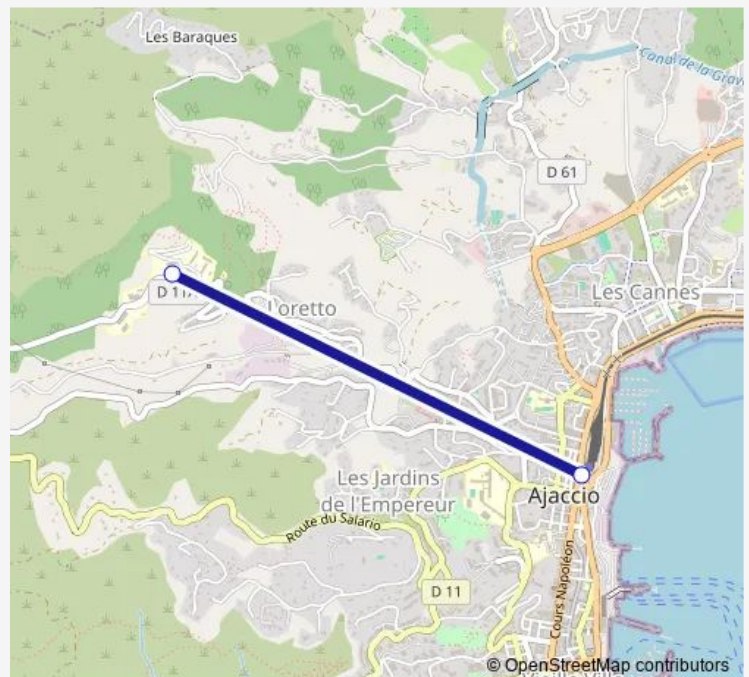 Les Baraques
Canal de la Grav
D 61
Les Cannes
D 11
Loretto
Les Jardins
de l'Empereur
Ajaccio
Route du Salario
Cours Napoléon
D 11
© OpenStreetMap contributors